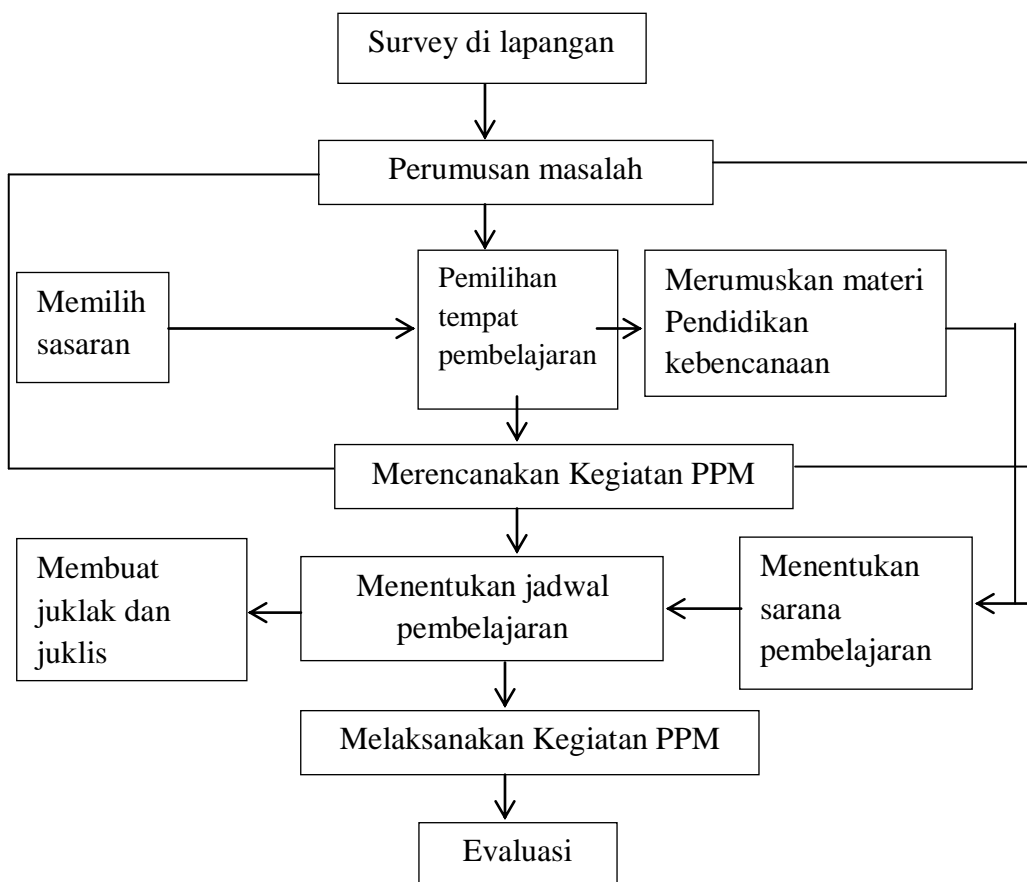 Survey di lapangan
Perumusan masalah
Memilih
sasaran
Pemilihan
tempat
pembelajaran
Merumuskan materi
Pendidikan
kebencanaan
Merencanakan Kegiatan PPM
Membuat
juklak dan
juklis
Menentukan jadwal
pembelajaran
Menentukan
sarana
pembelajaran
Melaksanakan Kegiatan PPM
Evaluasi